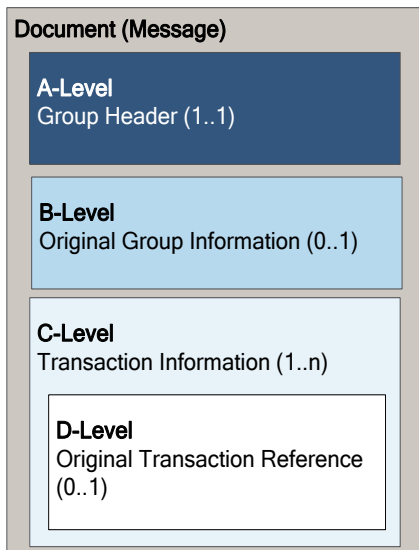 Document (Message)
A-Level
Group Header (1..1)
B-Level
Original Group Information (0..1)
C-Level
Transaction Information (1..n)
D-Level
Original Transaction Reference
(0..1)